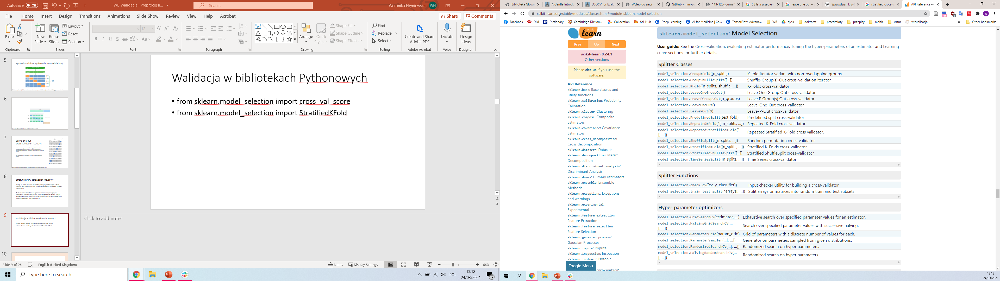 AutoSave Off
WB Walidacja i Preprocessi...
Search
Weronika Hryniewska WH
File Home Insert Design Transitions Animations Slide Show Review View Help Acrobat
Share Comments
Paste
Clipboard
New Slide
Reuse Slides
Layout
Reset
Section
Slides
12
Font
Paragraph
Arrange
Quick Styles
Shape Fill
Shape Outline
Shape Effects
Drawing
Find
Replace
Select
Editing
Create and Share Adobe PDF
Adobe Acrobat
Dictate
Voice
Design Ideas
Designer
5
Sprawdzian k-krotny (k-Fold Cross-validation)
6
7
Leave-one-out
cross-validation (LOOCV)
8
Stratyfikowany sprawdzian krzyżowy
9
Walidacja w bibliotekach Pythonowych
• from sklearn.model_selection import cross_val_score
• from sklearn.model_selection import StratifiedKFold
10
Walidacja w bibliotekach Pythonowych
• from sklearn.model_selection import cross_val_score
• from sklearn.model_selection import StratifiedKFold
Click to add notes
Slide 9 of 26
English (United Kingdom)
Notes
Display Settings
66%
Type here to search
POL
13:18
24/03/2021
17
Biblioteka Główn
A Gentle Introdu
LOOCV for Evalu
Wstep do sieci n
GitHub - mini-p
113-120-journal
58 lat szczepieni
leave one out –
Sprawdzian krzy
stratified cross-v
API Reference —
scikit-learn.org/stable/modules/classes.html#module-sklearn.model_selection
Facebook Diki Dictionary Cambridge Diction... Collocation Sci-Hub Deep Learning AI for Medicine | Co... TensorFlow: Advanc... WB dysk doktorat przedmioty przepisy meble Artur wizualizacja » Other bookmarks
scikit
learn
Prev Up Next
scikit-learn 0.24.1
Other versions
Please cite us if you use the
software.
API Reference
sklearn.base: Base classes and
utility functions
sklearn.calibration: Probability
Calibration
sklearn.cluster: Clustering
sklearn.compose: Composite
Estimators
sklearn.covariance: Covariance
Estimators
sklearn.cross_decomposition:
Cross decomposition
sklearn.datasets: Datasets
sklearn.decomposition: Matrix
Decomposition
sklearn.discriminant_analysis:
Discriminant Analysis
sklearn.dummy: Dummy estimators
sklearn.ensemble: Ensemble
Methods
sklearn.exceptions: Exceptions
and warnings
sklearn.experimental:
Experimental
sklearn.feature_extraction:
Feature Extraction
sklearn.feature_selection:
Feature Selection
sklearn.gaussian_process:
Gaussian Processes
sklearn.impute: Impute
sklearn.inspection: Inspection
sklearn.isotonic: Isotonic
Toggle Menu
proximation:
sklearn.model_selection: Model Selection
User guide: See the Cross-validation: evaluating estimator performance, Tuning the hyper-parameters of an estimator and Learning
curve sections for further details.
Splitter Classes
model_selection.GroupKFold([n_splits]) K-fold iterator variant with non-overlapping groups.
model_selection.GroupShuffleSplit([...]) Shuffle-Group(s)-Out cross-validation iterator
model_selection.KFold([n_splits, shuffle, ...]) K-Folds cross-validator
model_selection.LeaveOneGroupOut() Leave One Group Out cross-validator
model_selection.LeavePGroupsOut(n_groups) Leave P Group(s) Out cross-validator
model_selection.LeaveOneOut() Leave-One-Out cross-validator
model_selection.LeavePOut(p) Leave-P-Out cross-validator
model_selection.PredefinedSplit(test_fold) Predefined split cross-validator
model_selection.RepeatedKFold(*[, n_splits, ...]) Repeated K-Fold cross validator.
model_selection.RepeatedStratifiedKFold(*
[, ...]) Repeated Stratified K-Fold cross validator.
model_selection.ShuffleSplit([n_splits, ...]) Random permutation cross-validator
model_selection.StratifiedKFold([n_splits, ...]) Stratified K-Folds cross-validator.
model_selection.StratifiedShuffleSplit([...]) Stratified ShuffleSplit cross-validator
model_selection.TimeSeriesSplit([n_splits, ...]) Time Series cross-validator
Splitter Functions
model_selection.check_cv([cv, y, classifier]) Input checker utility for building a cross-validator
model_selection.train_test_split(*arrays[, ...]) Split arrays or matrices into random train and test subsets
Hyper-parameter optimizers
model_selection.GridSearchCV(estimator, ...) Exhaustive search over specified parameter values for an estimator.
model_selection.HalvingGridSearchCV(...
[, ...]) Search over specified parameter values with successive halving.
model_selection.ParameterGrid(param_grid) Grid of parameters with a discrete number of values for each.
model_selection.ParameterSampler(...[, ...]) Generator on parameters sampled from given distributions.
model_selection.RandomizedSearchCV(...[, ...]) Randomized search on hyper parameters.
model_selection.HalvingRandomSearchCV(...
[, ...]) Randomized search on hyper parameters.
13:18
24/03/2021